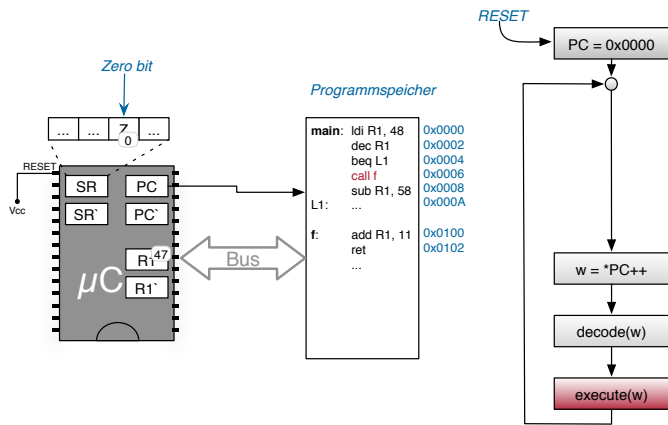 RESET
PC = 0x0000
Zero bit
Programmspeicher
... ... Z ...
0
main: ldi R1, 48 0x0000
dec R1 0x0002
beq L1 0x0004
call f 0x0006
sub R1, 58 0x0008
L1: ... 0x000A
f: add R1, 11 0x0100
ret 0x0102
...
RESET
Vcc
SR PC
SR` PC`
R1 47
R1`
µC
Bus
w = *PC++
decode(w)
execute(w)